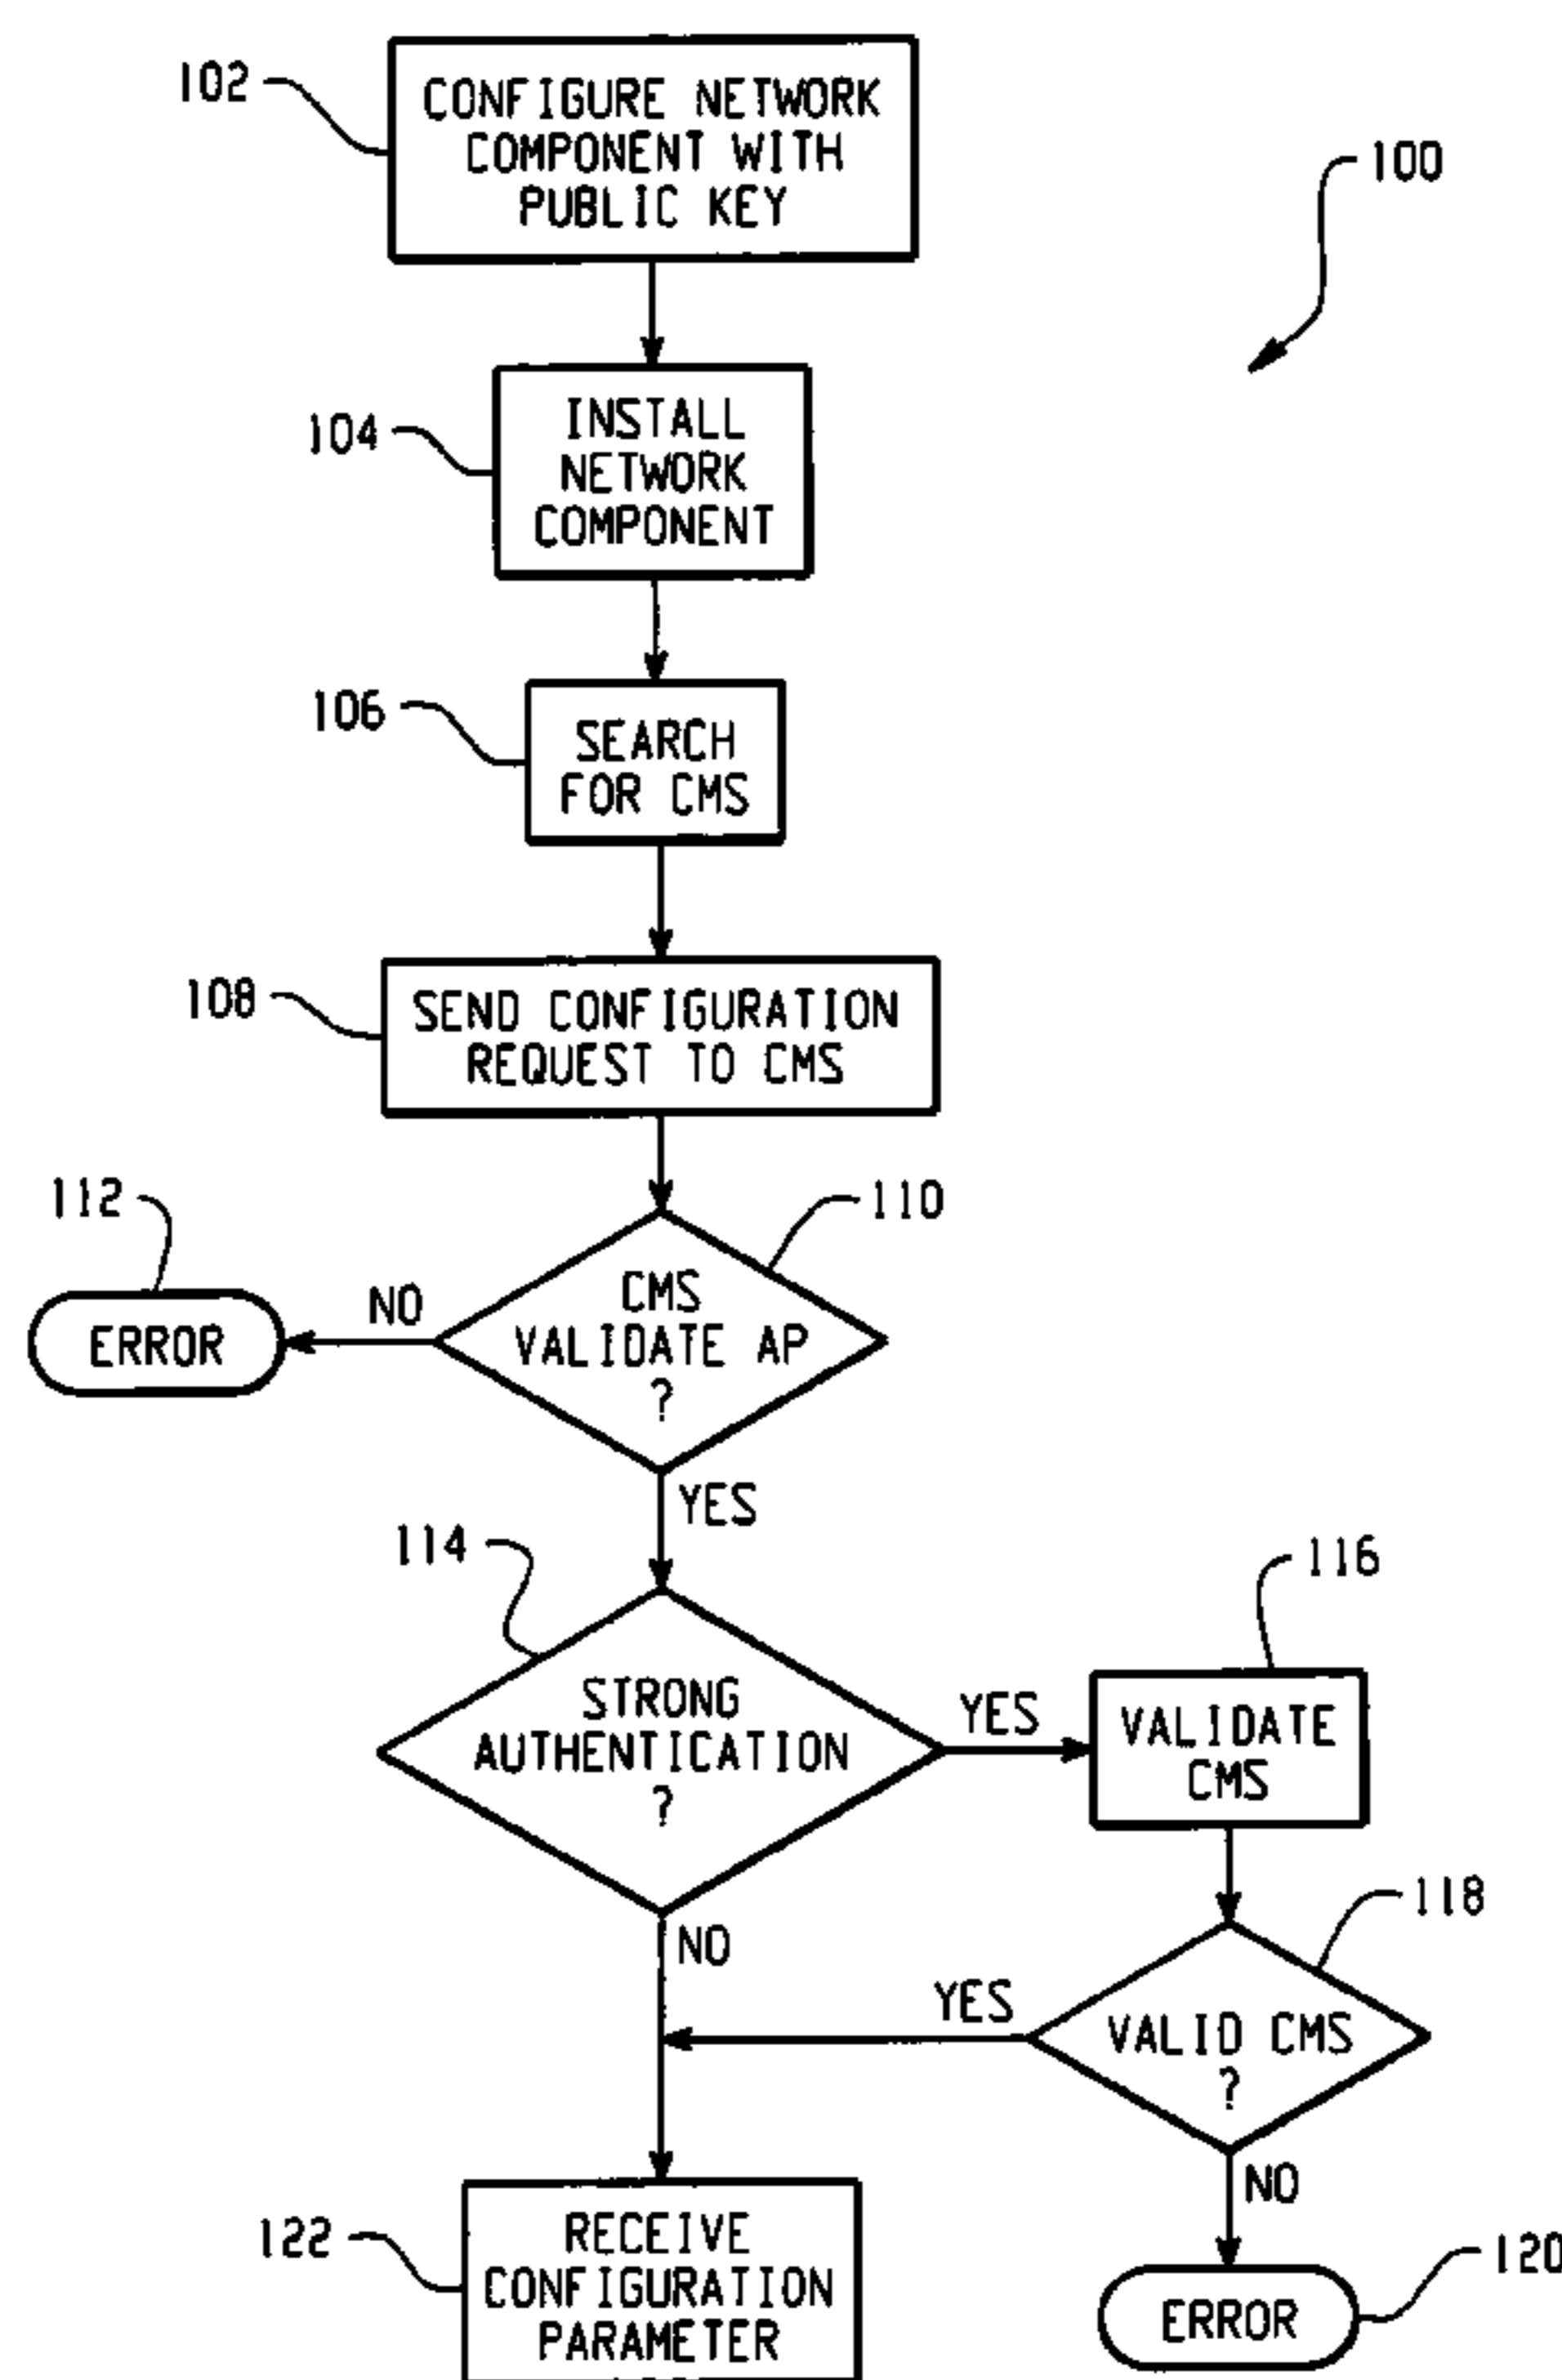 102
CONFIGURE NETWORK
COMPONENT WITH
PUBLIC KEY
100
104
INSTALL
NETWORK
COMPONENT
106
SEARCH
FOR CMS
108
SEND CONFIGURATION
REQUEST TO CMS
112
110
ERROR
NO
CMS
VALIDATE AP
?
YES
114
STRONG
AUTHENTICATION
?
YES
116
VALIDATE
CMS
NO
118
YES
VALID CMS
?
NO
122
RECEIVE
CONFIGURATION
PARAMETER
120
ERROR